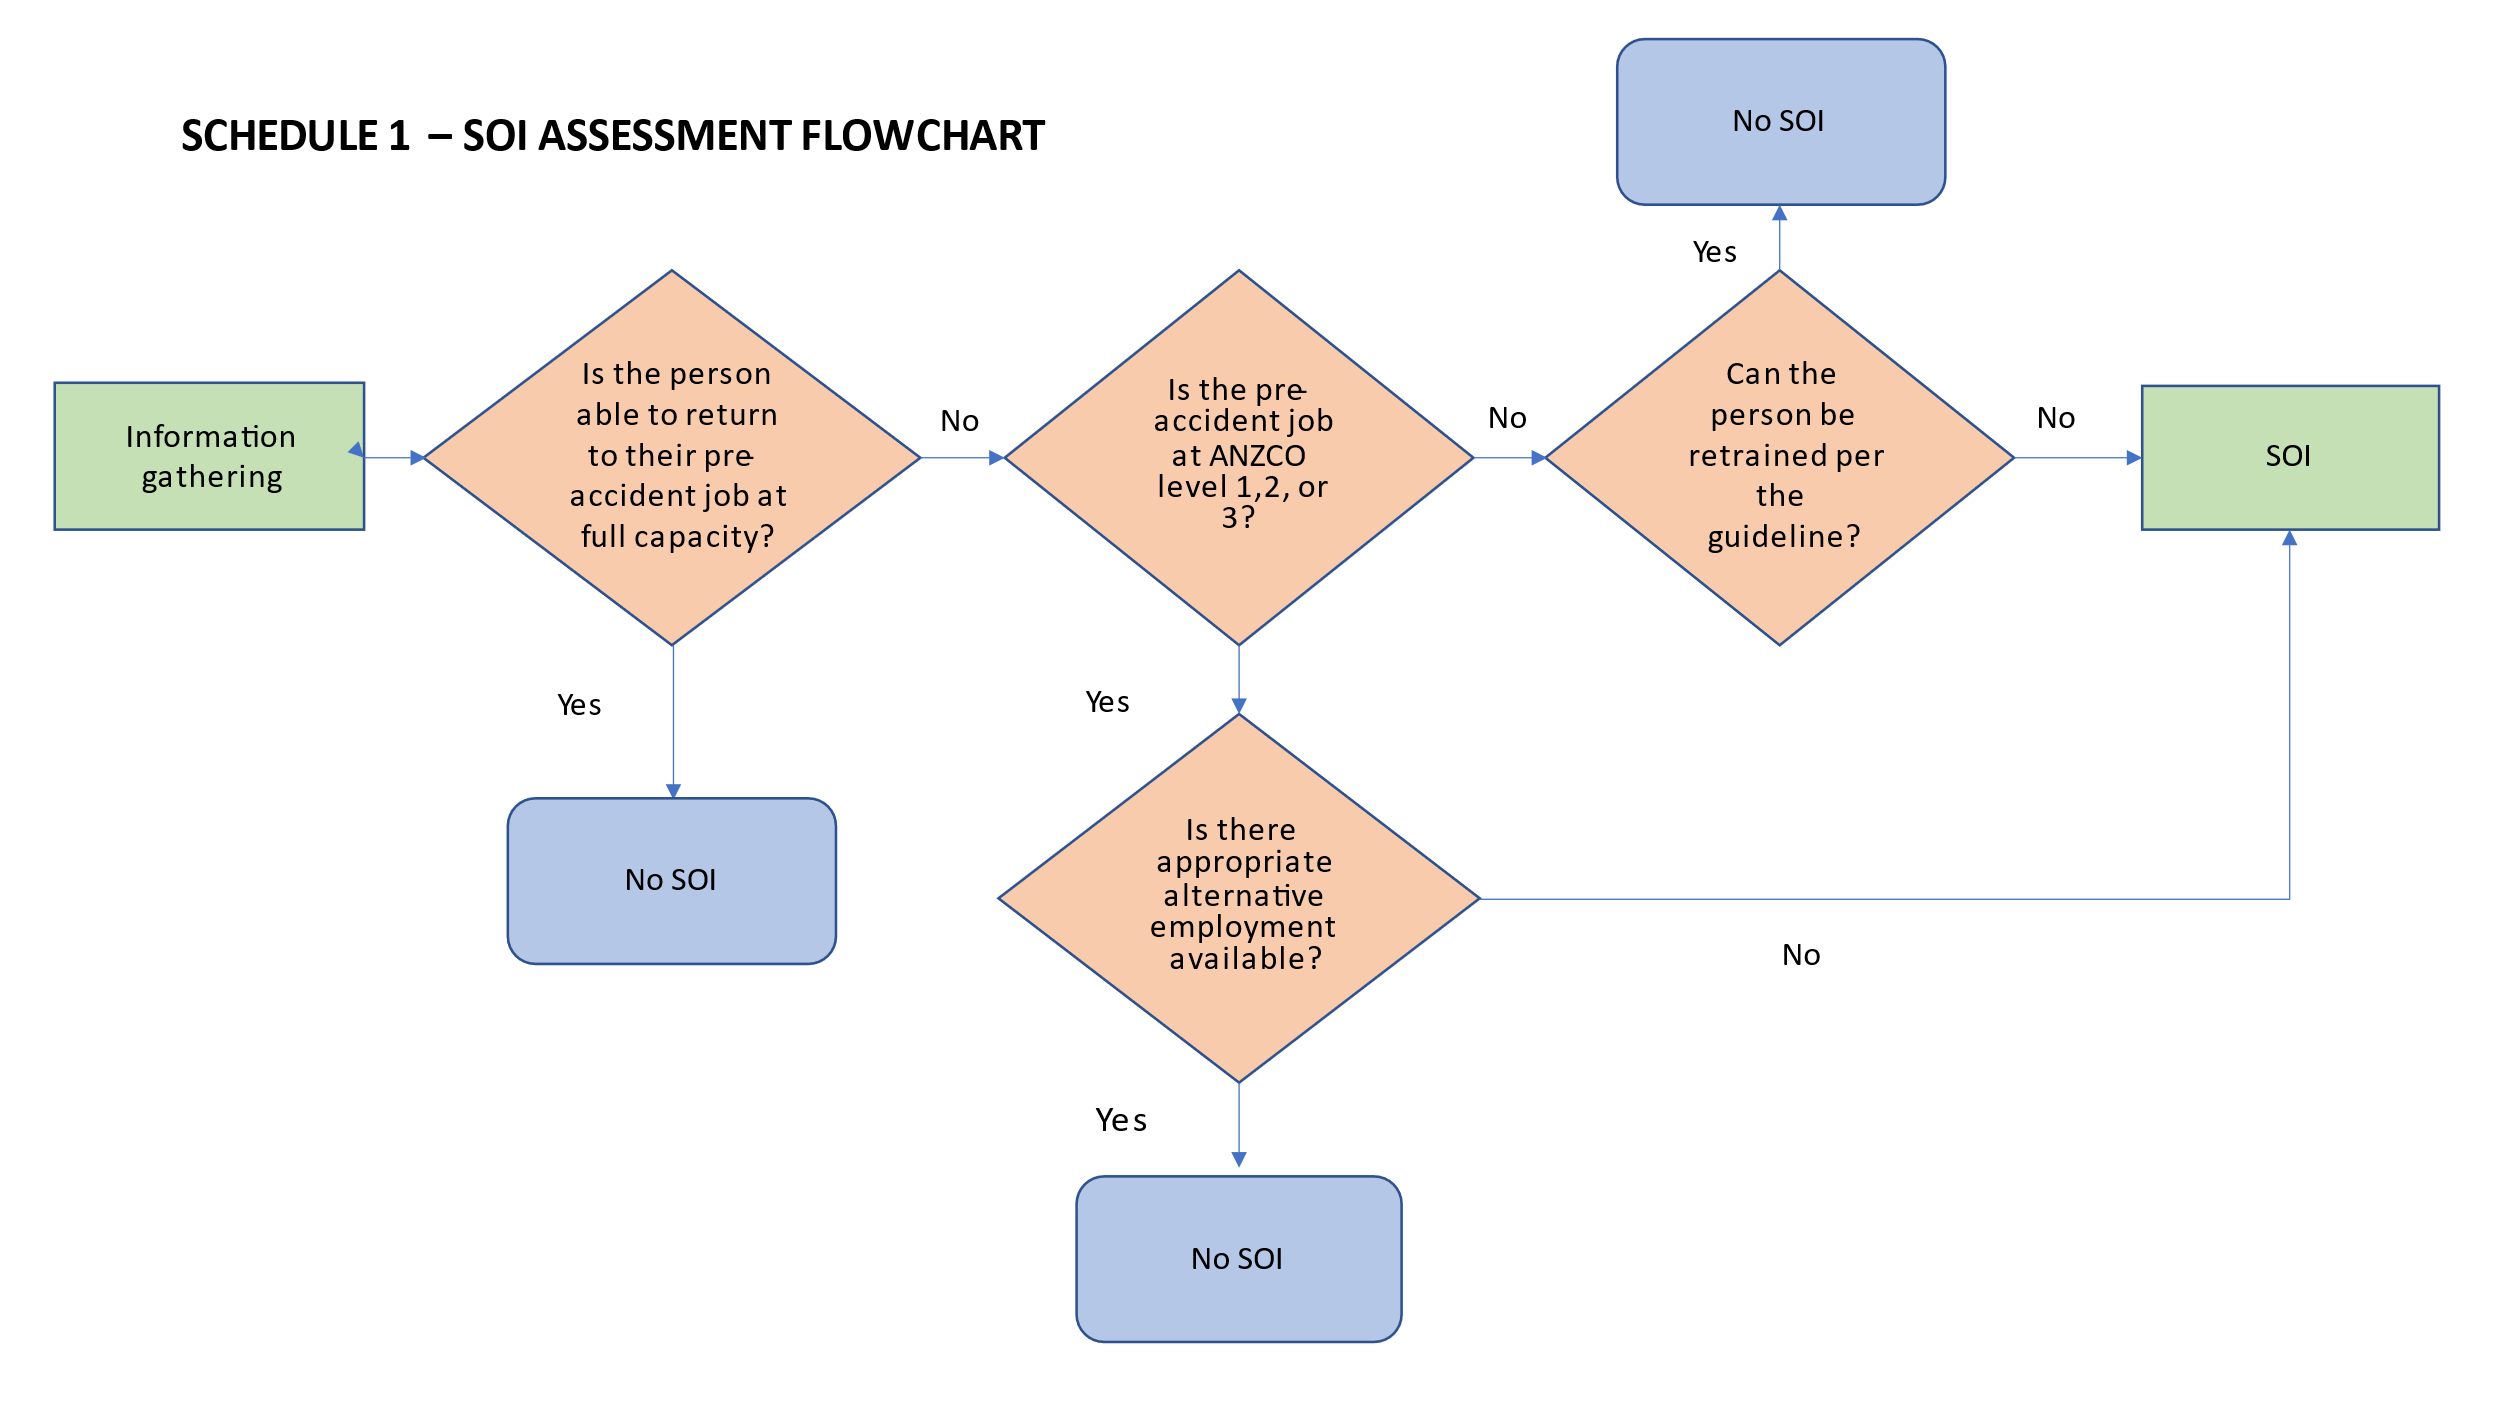 SCHEDULE 1 – SOI ASSESSMENT FLOWCHART
No SOI
Yes
Information
gathering
Is the person
able to return
to their pre-
accident job at
full capacity?
No
Is the pre-
accident job
at ANZCO
level 1,2, or
3?
No
Can the
person be
retrained per
the
guideline?
No
SOI
Yes
Yes
No SOI
Is there
appropriate
alternative
employment
available?
No
Yes
No SOI